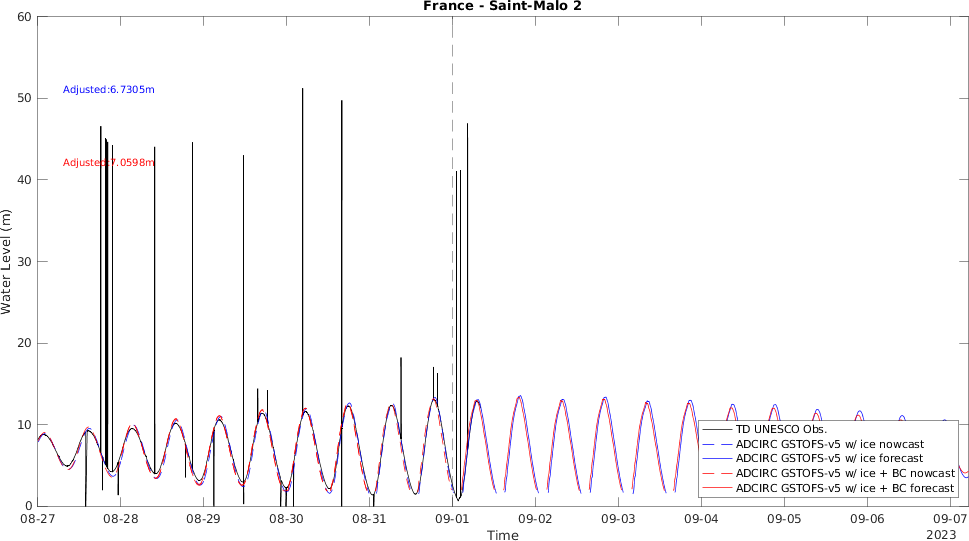 France - Saint-Malo 2
60
Adjusted:6.7305m
50
Adjusted:7.0598m
40
30
20
10
0
Water Level (m)
TD UNESCO Obs.
ADCIRC GSTOFS-v5 w/ ice nowcast
ADCIRC GSTOFS-v5 w/ ice forecast
ADCIRC GSTOFS-v5 w/ ice + BC nowcast
ADCIRC GSTOFS-v5 w/ ice + BC forecast
08-27 08-28 08-29 08-30 08-31 09-01 09-02 09-03 09-04 09-05 09-06 09-07
Time
2023